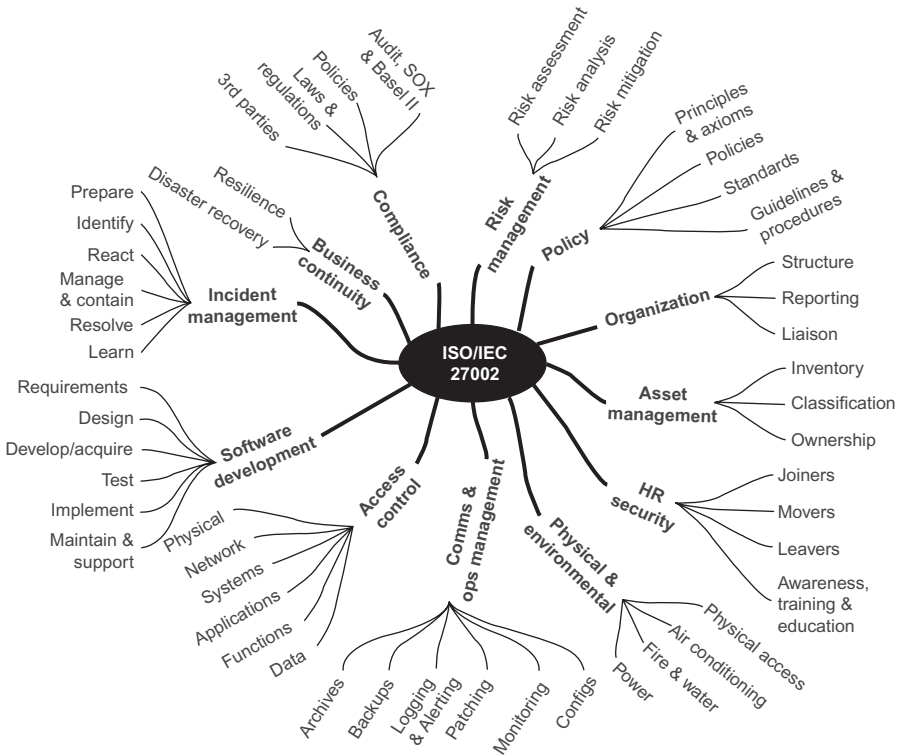 ISO/IEC
27002
Risk
management
Risk assessment
Risk analysis
Risk mitigation
Policy
Principles
& axioms
Policies
Standards
Guidelines &
procedures
Organization
Structure
Reporting
Liaison
Asset
management
Inventory
Classification
Ownership
HR
security
Joiners
Movers
Leavers
Awareness,
training &
education
Physical &
environmental
Physical access
Air conditioning
Fire & water
Power
Comms &
ops management
Configs
Monitoring
Patching
Logging
& Alerting
Backups
Archives
Access
control
Data
Functions
Applications
Systems
Network
Physical
Software
development
Requirements
Design
Develop/acquire
Test
Implement
Maintain &
support
Incident
management
Prepare
Identify
React
Manage
& contain
Resolve
Learn
Business
continuity
Resilience
Disaster recovery
Compliance
3rd parties
Laws &
regulations
Policies
Audit, SOX
& Basel II